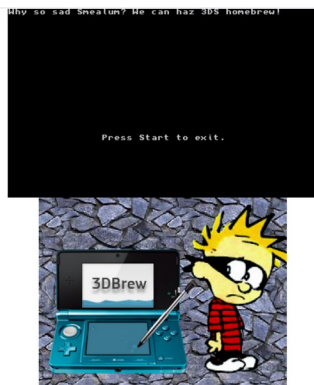 Why so sad Smealum? We can haz 3DS homebrew!
Press Start to exit.
3DBrew